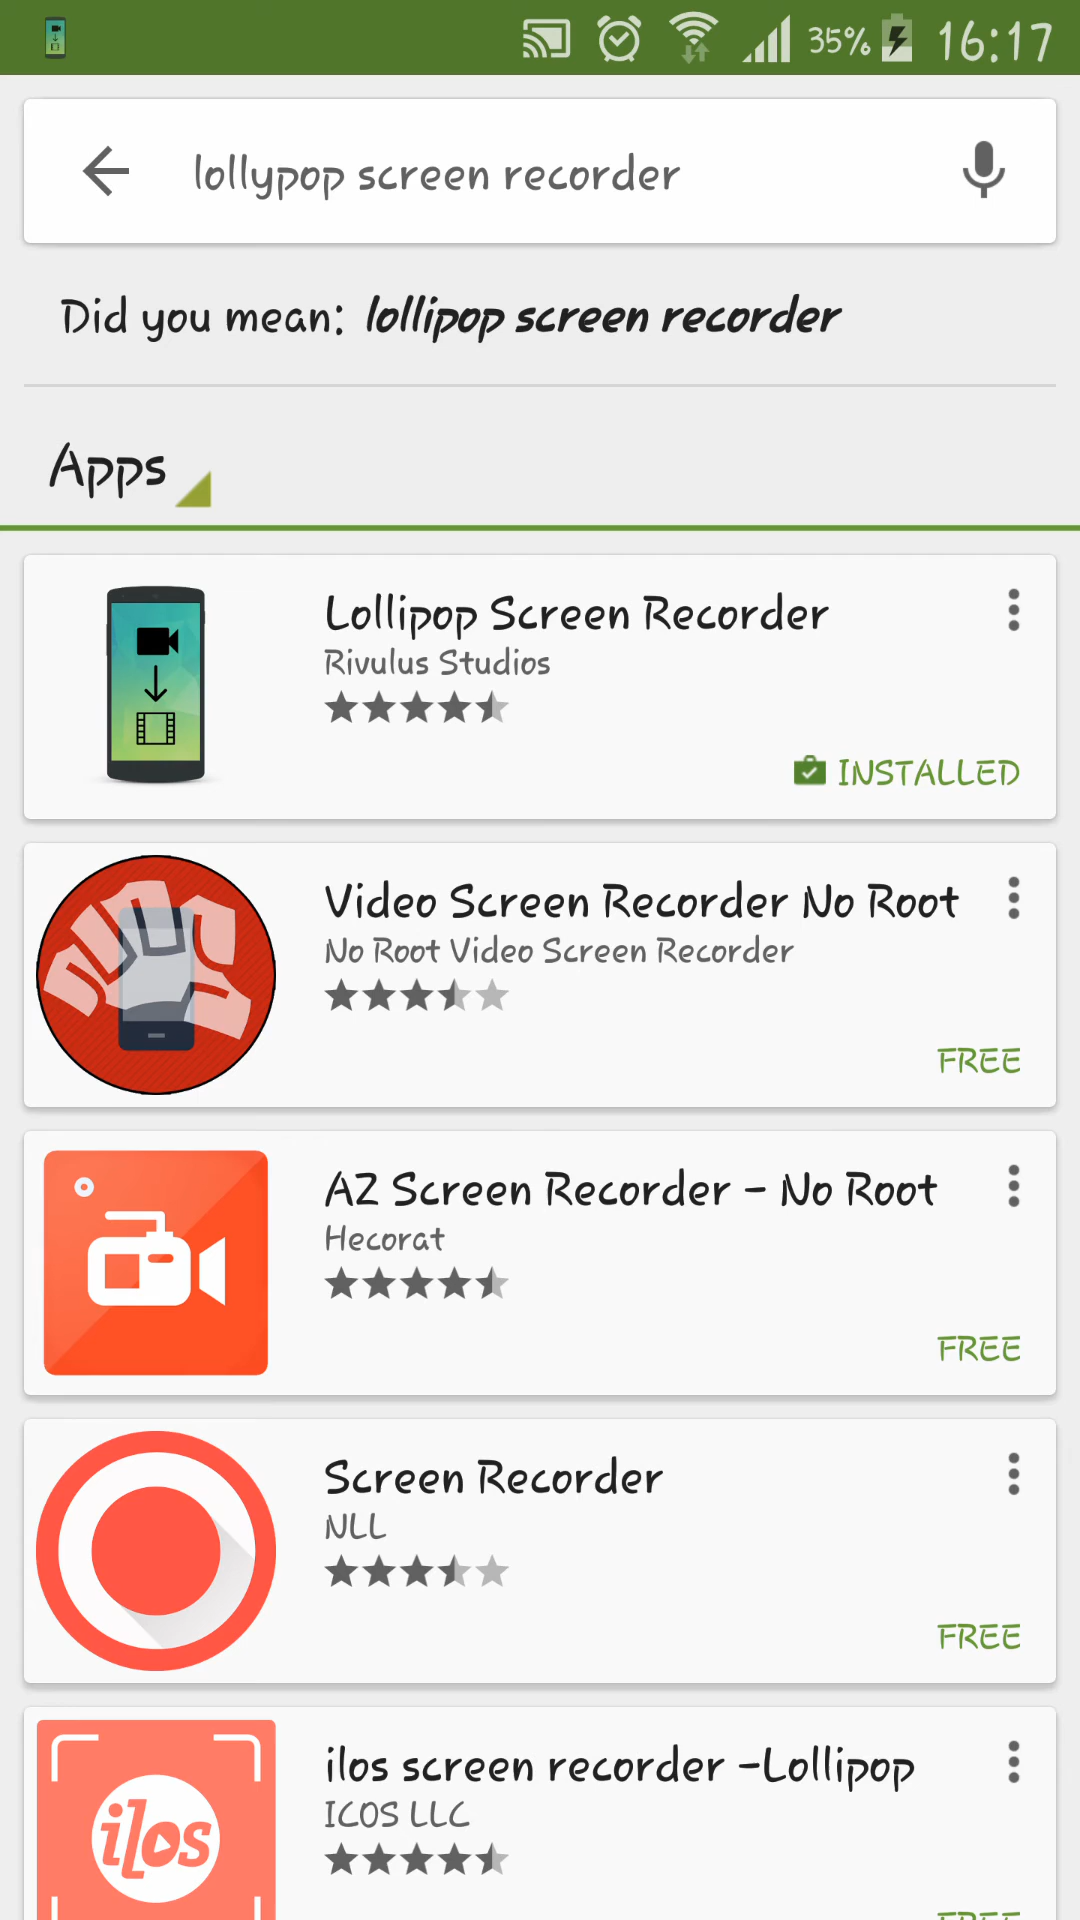 35% 16:17
lollypop screen recorder
Did you mean: lollipop screen recorder
Apps
Lollipop Screen Recorder
Rivulus Studios
INSTALLED
Video Screen Recorder No Root
No Root Video Screen Recorder
FREE
AZ Screen Recorder - No Root
Hecorat
FREE
Screen Recorder
NLL
FREE
ilos screen recorder -Lollipop
ICOS LLC
ilos
FREE